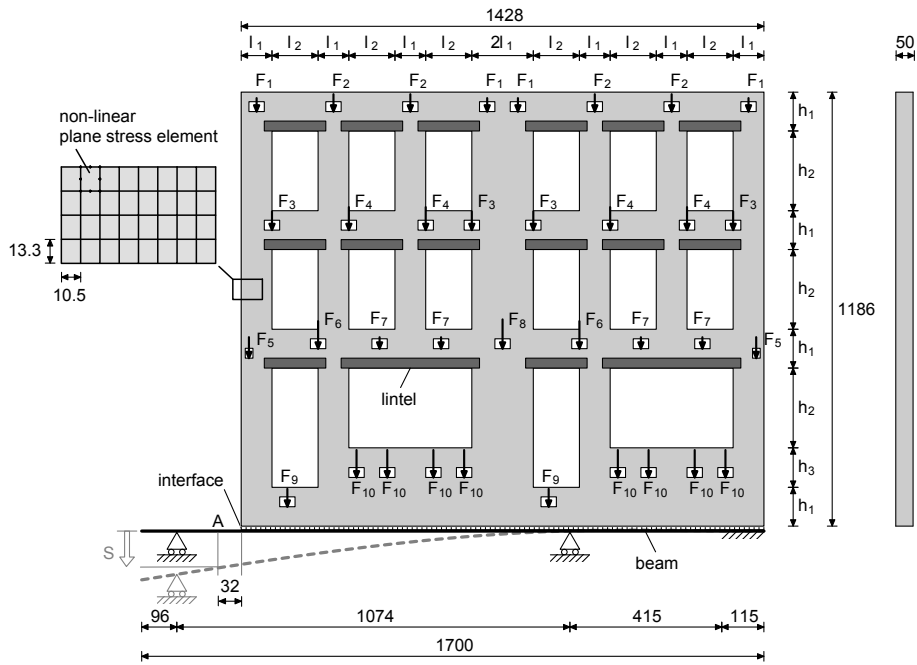 1428
50
l1 l2 l1 l2 l1 l2 2l1 l2 l1 l2 l1 l2 l1
F1 F2 F2 F1 F1 F2 F2 F1
h1
non-linear
plane stress element
h2
F3 F4 F4 F3 F3 F4 F4 F3
h1
13.3
10.5
h2
1186
F5 F6 F7 F7 F8 F6 F7 F7 F5
h1
lintel
h2
interface
F9 F10 F10 F10 F10 F9 F10 F10 F10 F10
h3
h1
A
S
beam
32
96 1074 415 115
1700